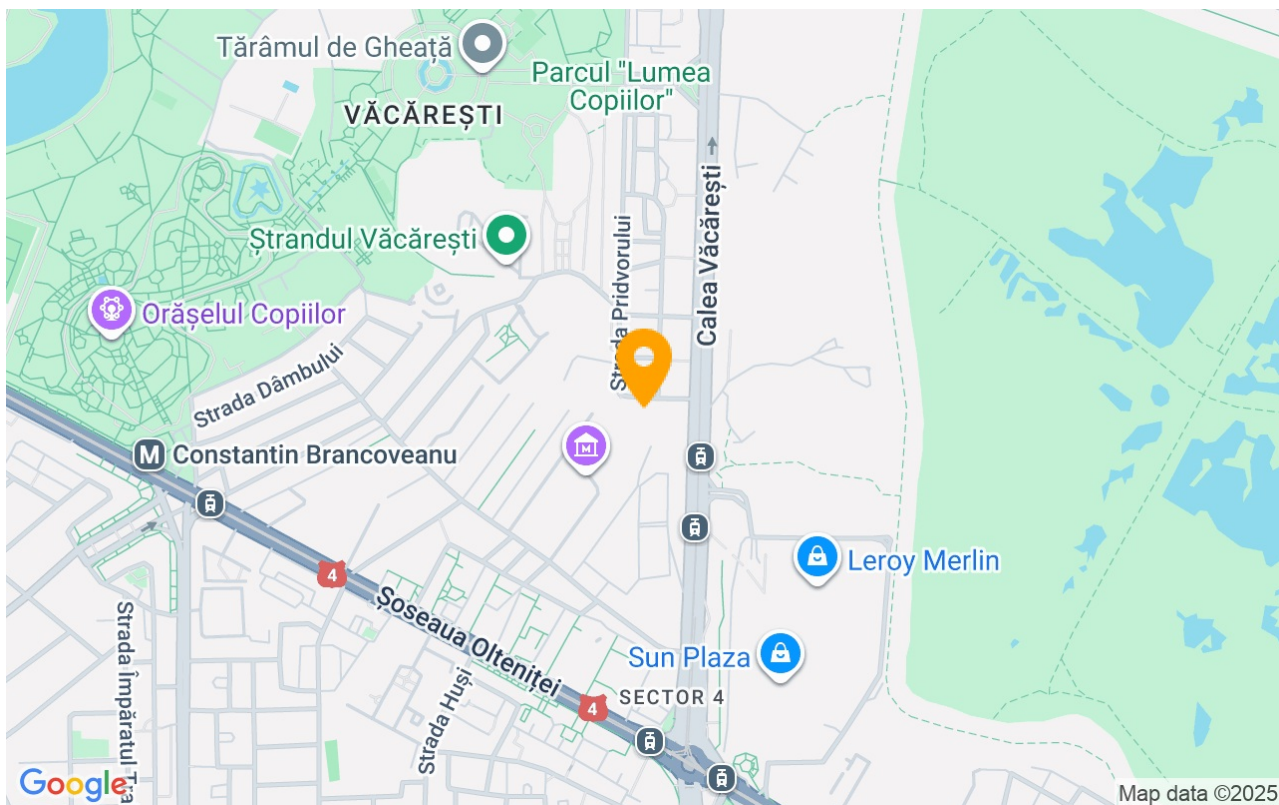 Tărâmul de Gheață
Parcul "Lumea
Copiilor"
VĂCĂREȘTI
Ștrandul Văcărești
Strada Pridvorului
Calea Văcărești
Orășelul Copiilor
Strada Dâmbului
M
Constantin Brancoveanu
M
4
Leroy Merlin
Șoseaua Olteniței
Strada Împăratul Tra
Strada Huși
Sun Plaza
SECTOR 4
4
Google
Map data ©2025